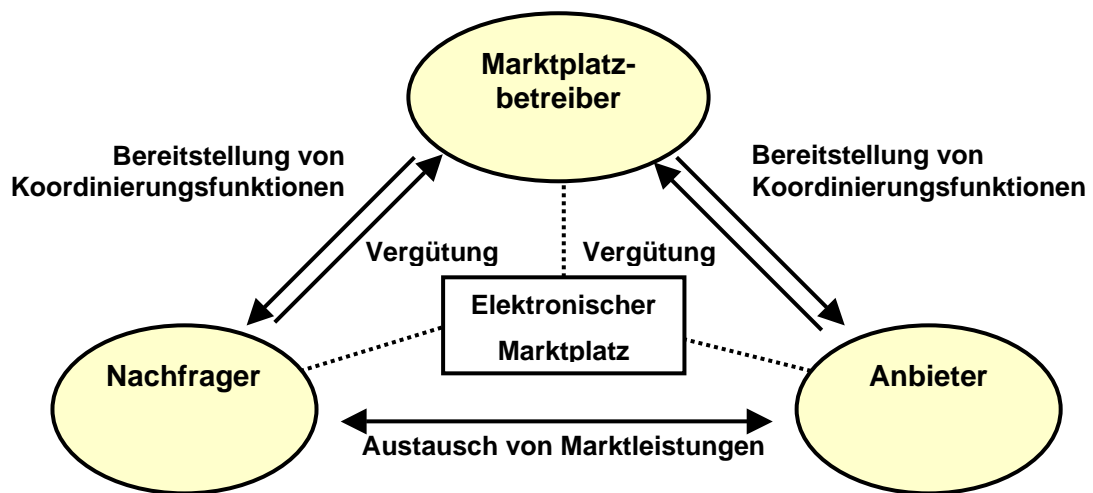 Marktplatz-
betreiber
Bereitstellung von
Koordinierungsfunktionen
Bereitstellung von
Koordinierungsfunktionen
Vergütung
Vergütung
Elektronischer
Marktplatz
Nachfrager
Anbieter
Austausch von Marktleistungen